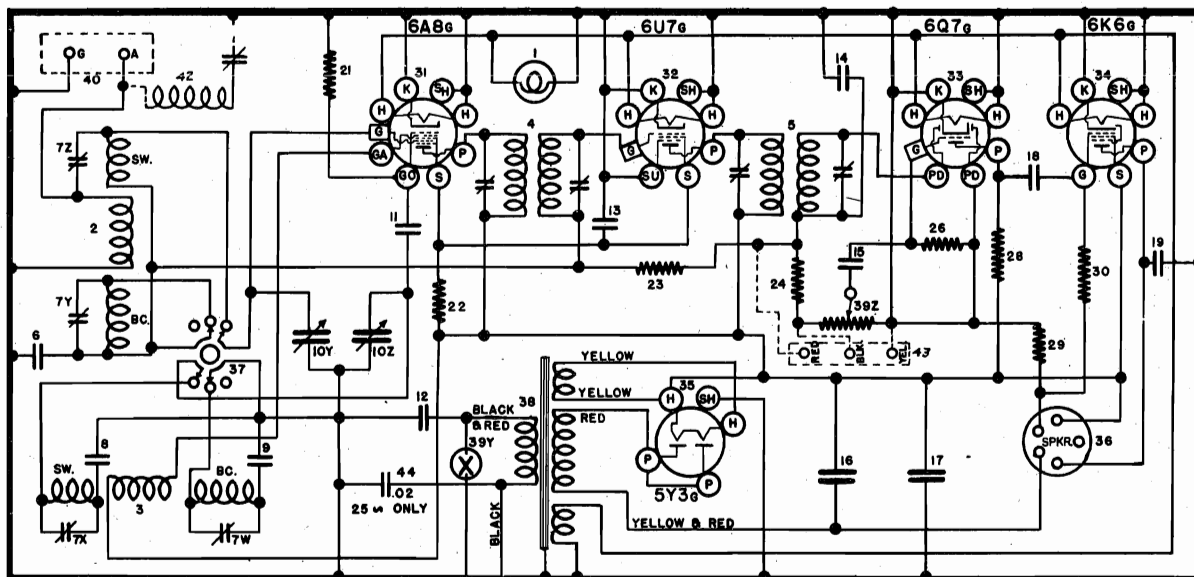 6A8G 6U7G 6Q7G 6K6G
G A
40
42
21
31
1
32
14
33
34
K SH H H G GA GO S P
4
K SH H H G SU S P
5
K SH H H G PD PD P
18
K SH H H G S P
7Z SW.
2
11
13
15
26
28
30
19
23
24
22
7Y BC.
6
10Y 10Z
39Z
RED BLK YEL 43
29
37
12
BLACK & RED
38
YELLOW
YELLOW
RED
35
H SH H P P
5Y3G
SPKR. 36
8
9
39Y
44
.02
25 ~ ONLY
16
17
SW. 3 BC.
7X 7W
BLACK
YELLOW & RED